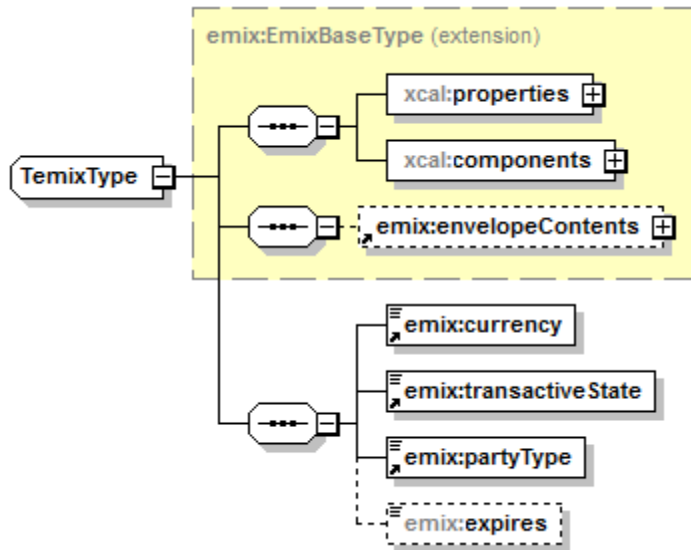 emix:EmixBaseType (extension)
xcal:properties
xcal:components
TemixType
emix:envelopeContents
emix:currency
emix:transactiveState
emix:partyType
emix:expires